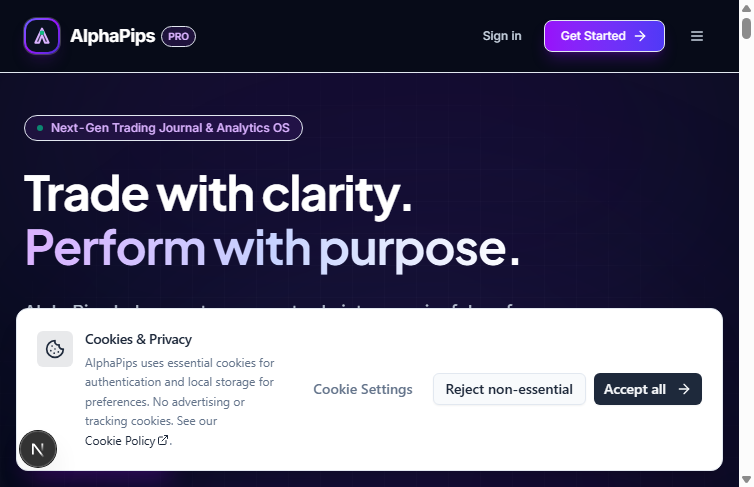 AlphaPips PRO
Sign in
Get Started
Next-Gen Trading Journal & Analytics OS
Trade with clarity.
Perform with purpose.
Cookies & Privacy
AlphaPips uses essential cookies for
authentication and local storage for
preferences. No advertising or
tracking cookies. See our
Cookie Policy.
Cookie Settings
Reject non-essential
Accept all
N